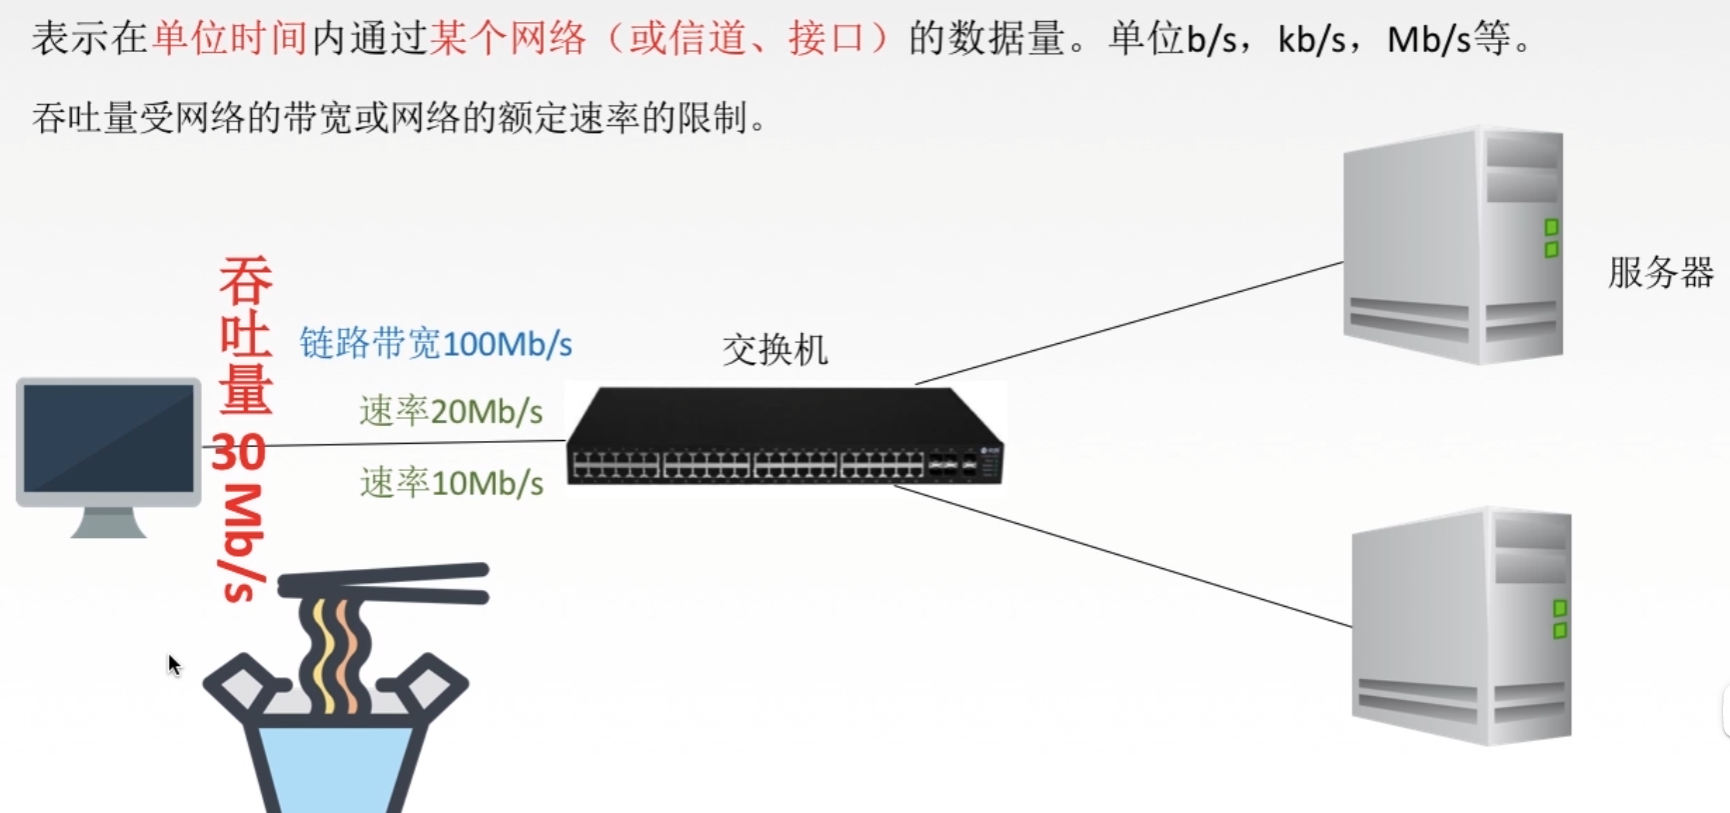 表示在单位时间内通过某个网络（或信道、接口）的数据量。单位b/s，kb/s，Mb/s等。
吞吐量受网络的带宽或网络的额定速率的限制。
服务器
吞吐量30Mb/s
链路带宽100Mb/s
交换机
速率20Mb/s
速率10Mb/s